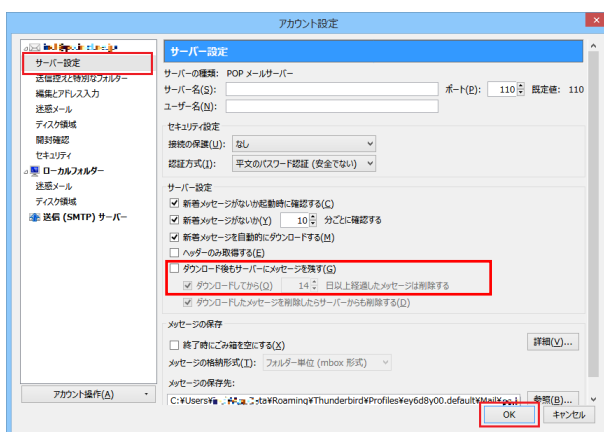 アカウント設定
サーバー設定
送信控えと特別なフォルダー
編集とアドレス入力
迷惑メール
ディスク領域
開封確認
セキュリティ
ローカルフォルダー
迷惑メール
ディスク領域
送信 (SMTP) サーバー
アカウント操作(A)
サーバー設定
サーバーの種類: POP メールサーバー
サーバー名(S): ポート(P): 110 既定値: 110
ユーザー名(N):
セキュリティ設定
接続の保護(U): なし
認証方式(I): 平文のパスワード認証 (安全でない)
サーバー設定
新着メッセージがないか起動時に確認する(C)
新着メッセージがないか(Y) 10 分ごとに確認する
新着メッセージを自動的にダウンロードする(M)
ヘッダーのみ取得する(E)
ダウンロード後もサーバーにメッセージを残す(G)
ダウンロードしてから(O) 14 日以上経過したメッセージは削除する
ダウンロードしたメッセージを削除したらサーバーからも削除する(D)
メッセージの保存
終了時にごみ箱を空にする(X) 詳細(V)...
メッセージの格納形式(T): フォルダー単位 (mbox 形式)
メッセージの保存先:
C:¥Users¥ ta¥Roaming¥Thunderbird¥Profiles¥ey6d8y00.default¥Mail¥ 参照(B)...
OK キャンセル